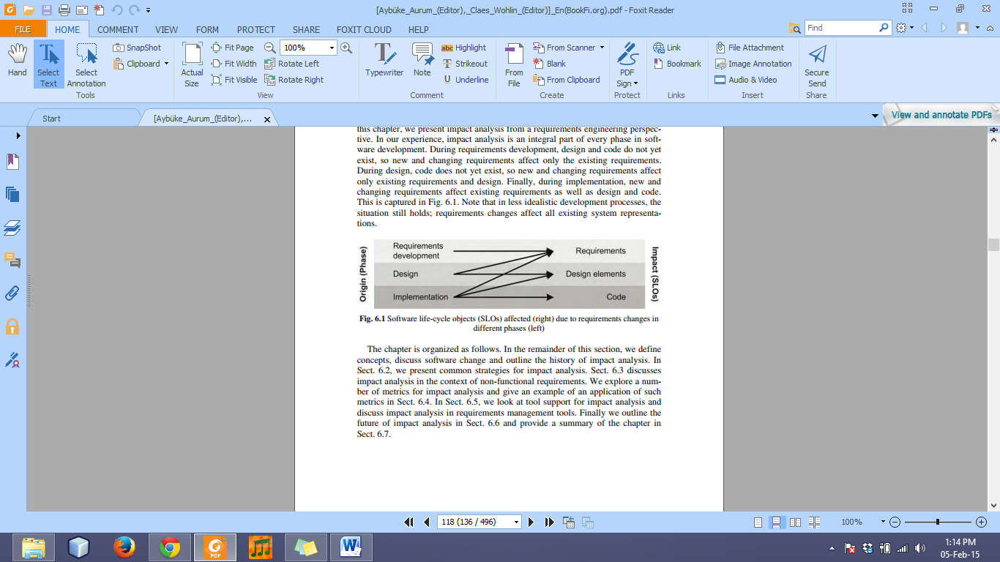 [Aybüke_Aurum_(Editor),_Claes_Wohlin_(Editor)]_En(BookFi.org).pdf - Foxit Reader
FILE HOME COMMENT VIEW FORM PROTECT SHARE FOXIT CLOUD HELP Find
Hand
Select
Text
Select
Annotation
SnapShot
Clipboard
Tools
Actual
Size
Fit Page
Fit Width
Fit Visible
100%
Rotate Left
Rotate Right
View
Typewriter
Note
abc Highlight
Strikeout
U Underline
Comment
From
File
From Scanner
Blank
From Clipboard
Create
PDF
Sign
Protect
Link
Bookmark
Links
File Attachment
Image Annotation
Audio & Video
Insert
Secure
Send
Share
Start
[Aybüke_Aurum_(Editor),...
View and annotate PDFs
this chapter, we present impact analysis from a requirements engineering perspec-
tive. In our experience, impact analysis is an integral part of every phase in soft-
ware development. During requirements development, design and code do not yet
exist, so new and changing requirements affect only the existing requirements.
During design, code does not yet exist, so new and changing requirements affect
only existing requirements and design. Finally, during implementation, new and
changing requirements affect existing requirements as well as design and code.
This is captured in Fig. 6.1. Note that in less idealistic development processes, the
situation still holds; requirements changes affect all existing system representa-
tions.
Origin (Phase)
Requirements
development
Requirements
Design
Design elements
Implementation
Code
Impact (SLOs)
Fig. 6.1 Software life-cycle objects (SLOs) affected (right) due to requirements changes in
different phases (left)
The chapter is organized as follows. In the remainder of this section, we define
concepts, discuss software change and outline the history of impact analysis. In
Sect. 6.2, we present common strategies for impact analysis. Sect. 6.3 discusses
impact analysis in the context of non-functional requirements. We explore a num-
ber of metrics for impact analysis and give an example of an application of such
metrics in Sect. 6.4. In Sect. 6.5, we look at tool support for impact analysis and
discuss impact analysis in requirements management tools. Finally we outline the
future of impact analysis in Sect. 6.6 and provide a summary of the chapter in
Sect. 6.7.
118 (136 / 496)
100%
PDF
1:14 PM
05-Feb-15